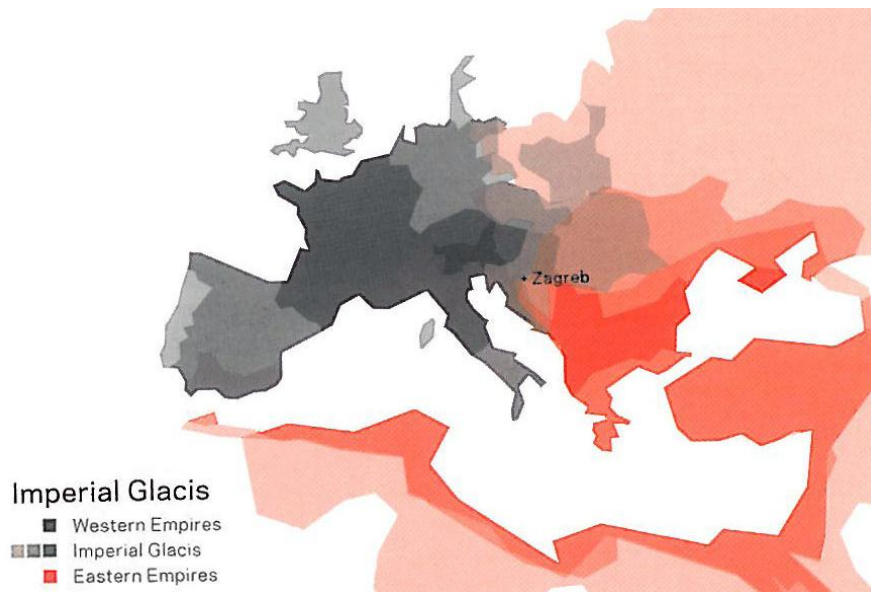 Zagreb
Imperial Glacis
Western Empires
Imperial Glacis
Eastern Empires